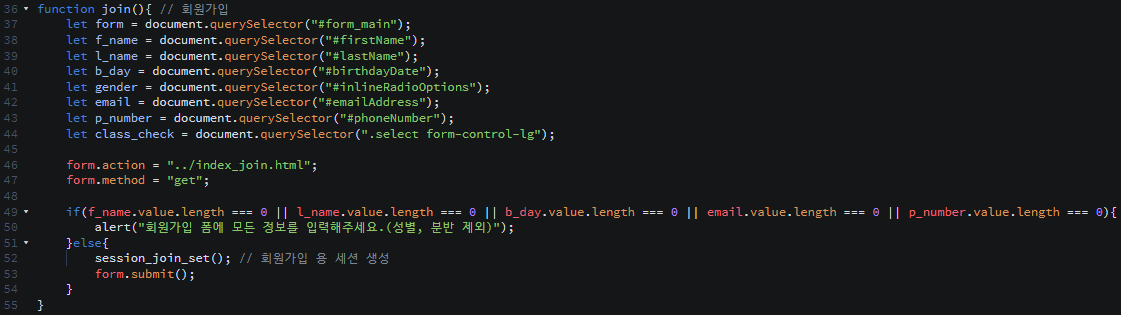 36 function join(){ // 회원가입
37     let form = document.querySelector("#form_main");
38     let f_name = document.querySelector("#firstName");
39     let l_name = document.querySelector("#lastName");
40     let b_day = document.querySelector("#birthdayDate");
41     let gender = document.querySelector("#inlineRadioOptions");
42     let email = document.querySelector("#emailAddress");
43     let p_number = document.querySelector("#phoneNumber");
44     let class_check = document.querySelector(".select form-control-lg");
45
46     form.action = "../index_join.html";
47     form.method = "get";
48
49     if(f_name.value.length === 0 || l_name.value.length === 0 || b_day.value.length === 0 || email.value.length === 0 || p_number.value.length === 0){
50         alert("회원가입 폼에 모든 정보를 입력해주세요.(성별, 분반 제외)");
51     }else{
52         session_join_set(); // 회원가입 용 세션 생성
53         form.submit();
54     }
55 }